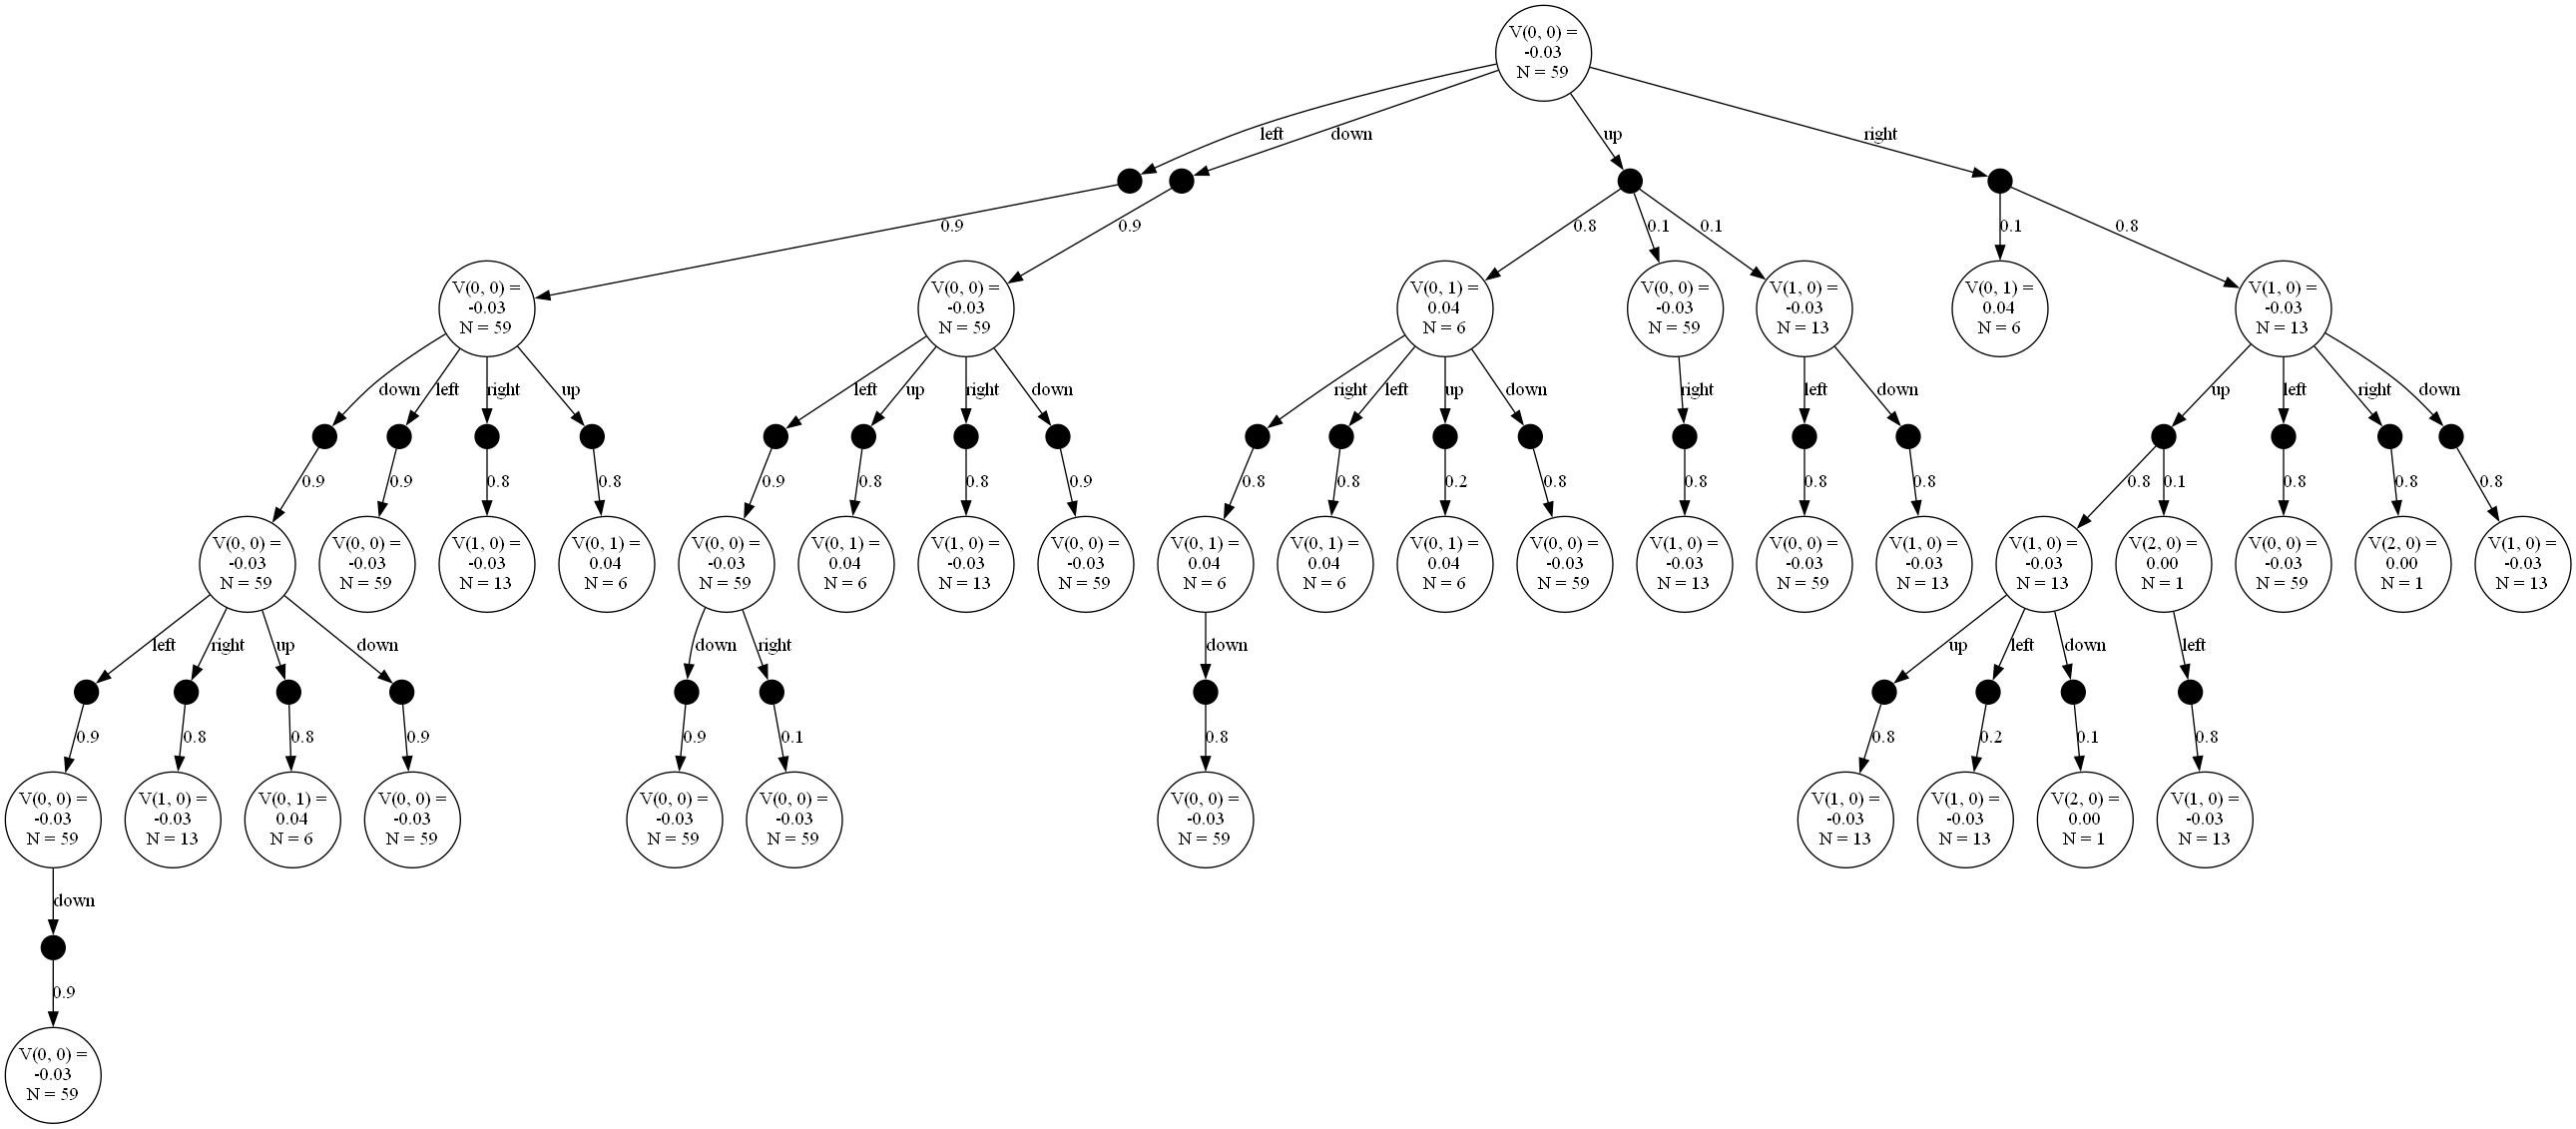 V(0, 0) =
-0.03
N = 59
left
down
up
right
0.9
0.9
0.8
0.1
0.1
0.1
0.8
V(0, 0) =
-0.03
N = 59
V(0, 0) =
-0.03
N = 59
V(0, 1) =
0.04
N = 6
V(0, 0) =
-0.03
N = 59
V(1, 0) =
-0.03
N = 13
V(0, 1) =
0.04
N = 6
V(1, 0) =
-0.03
N = 13
down
left
right
up
left
up
right
down
right
left
up
down
right
left
down
up
left
right
down
0.9
0.9
0.8
0.8
0.9
0.8
0.8
0.9
0.8
0.8
0.2
0.8
0.8
0.8
0.8
0.8
0.1
0.8
0.8
0.8
V(0, 0) =
-0.03
N = 59
V(0, 0) =
-0.03
N = 59
V(1, 0) =
-0.03
N = 13
V(0, 1) =
0.04
N = 6
V(0, 0) =
-0.03
N = 59
V(0, 1) =
0.04
N = 6
V(1, 0) =
-0.03
N = 13
V(0, 0) =
-0.03
N = 59
V(0, 1) =
0.04
N = 6
V(0, 1) =
0.04
N = 6
V(0, 1) =
0.04
N = 6
V(0, 0) =
-0.03
N = 59
V(1, 0) =
-0.03
N = 13
V(0, 0) =
-0.03
N = 59
V(1, 0) =
-0.03
N = 13
V(1, 0) =
-0.03
N = 13
V(2, 0) =
0.00
N = 1
V(0, 0) =
-0.03
N = 59
V(2, 0) =
0.00
N = 1
V(1, 0) =
-0.03
N = 13
left
right
up
down
down
right
down
up
left
down
left
0.9
0.8
0.8
0.9
0.9
0.1
0.8
0.8
0.2
0.1
0.8
V(0, 0) =
-0.03
N = 59
V(1, 0) =
-0.03
N = 13
V(0, 1) =
0.04
N = 6
V(0, 0) =
-0.03
N = 59
V(0, 0) =
-0.03
N = 59
V(0, 0) =
-0.03
N = 59
V(0, 0) =
-0.03
N = 59
V(1, 0) =
-0.03
N = 13
V(1, 0) =
-0.03
N = 13
V(2, 0) =
0.00
N = 1
V(1, 0) =
-0.03
N = 13
down
0.9
V(0, 0) =
-0.03
N = 59